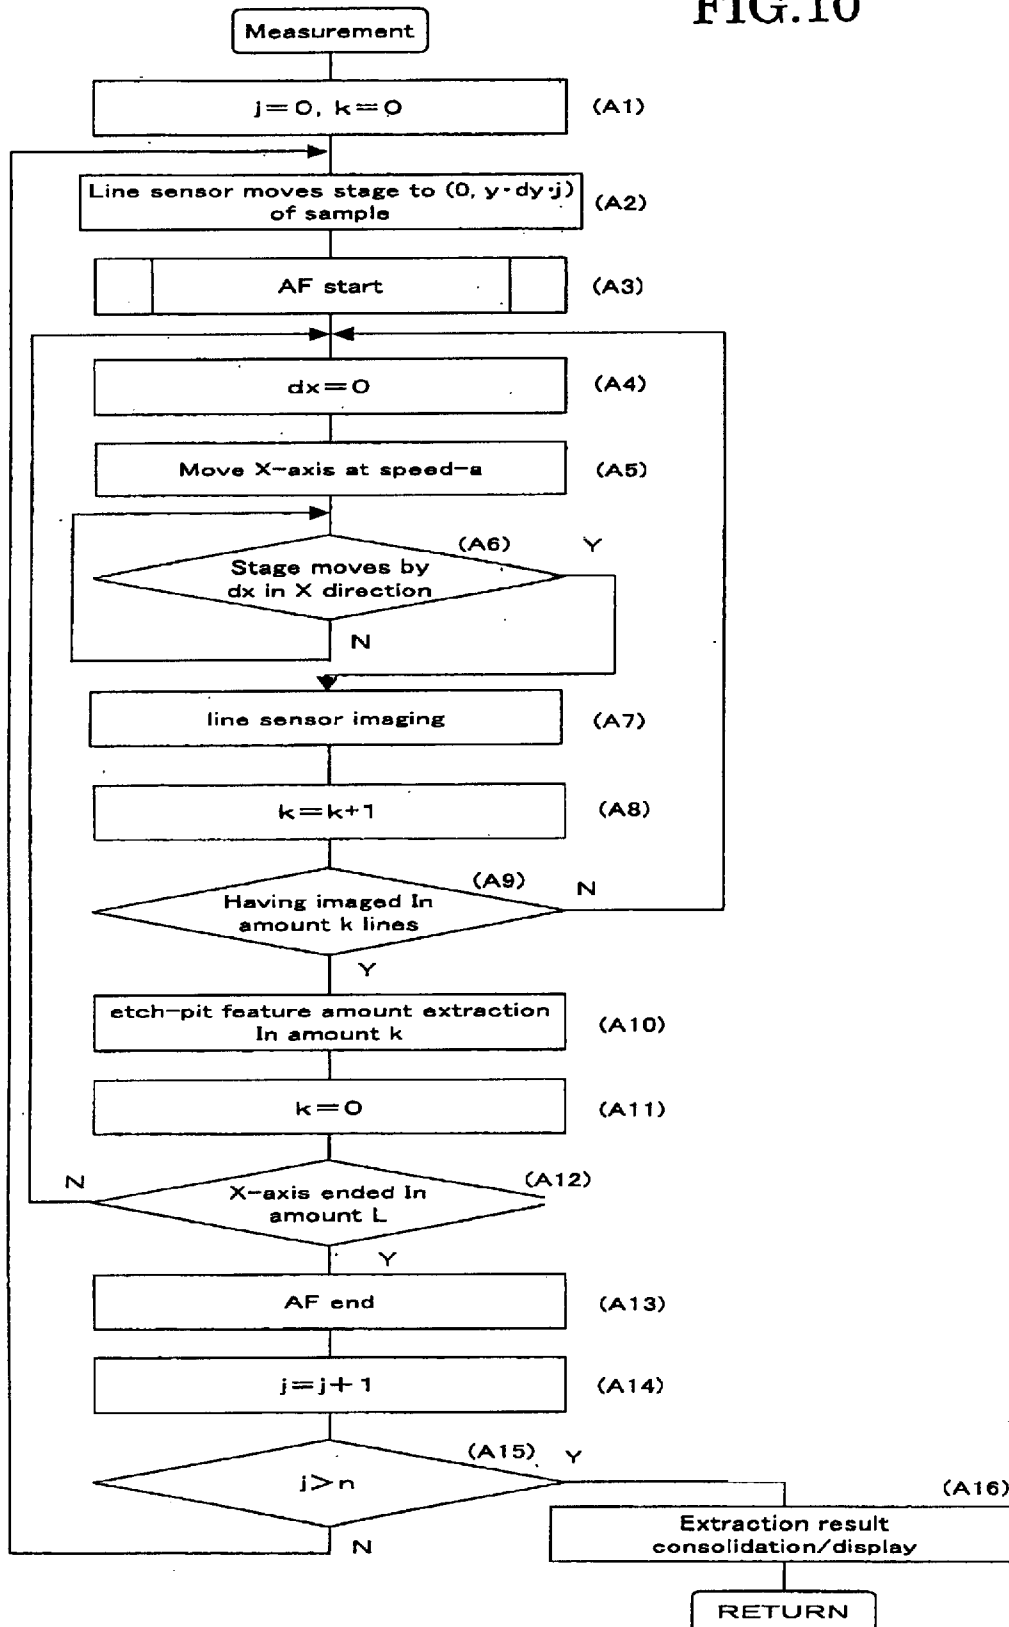 FIG.10
Measurement
j=0, k=0
(A1)
Line sensor moves stage to (0, y·dy·j)
of sample
(A2)
AF start
(A3)
dx=0
(A4)
Move X-axis at speed-a
(A5)
(A6)
Y
Stage moves by
dx in X direction
N
line sensor imaging
(A7)
k=k+1
(A8)
(A9)
N
Having imaged In
amount k lines
Y
etch-pit feature amount extraction
In amount k
(A10)
k=0
(A11)
N
(A12)
X-axis ended In
amount L
Y
AF end
(A13)
j=j+1
(A14)
(A15)
Y
j>n
N
(A16)
Extraction result
consolidation/display
RETURN